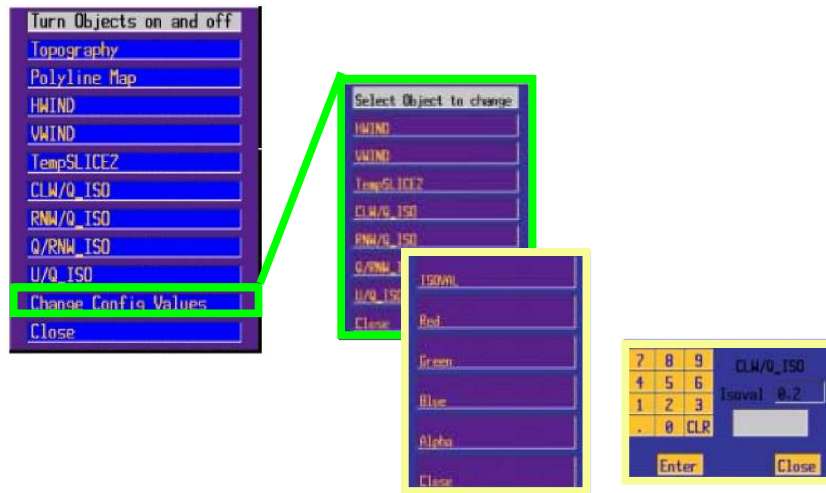 Turn Objects on and off
Topography
Polyline Map
HWIND
VWIND
TempSLICEZ
CLW/Q_ISO
RNW/Q_ISO
Q/RNW_ISO
U/Q_ISO
Change Config Values
Close
Select Object to change
HWIND
VWIND
TempSLICEZ
CLW/Q_ISO
RNW/Q_ISO
Q/RNW_I
U/Q_ISO
Close
ISOVAL
Red
Green
Blue
Alpha
Close
7 8 9
4 5 6
1 2 3
. 0 CLR
CLW/Q_ISO
Isoval 0.2
Enter
Close